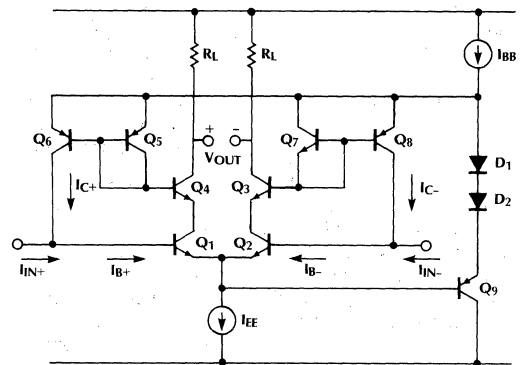 RL
RL
IBB
Q6
Q5
+
-
VOUT
Q7
Q8
IC+
Q4
Q3
IC-
D1
D2
Q1
Q2
IIN+
IB+
IB-
IIN-
Q9
IEE